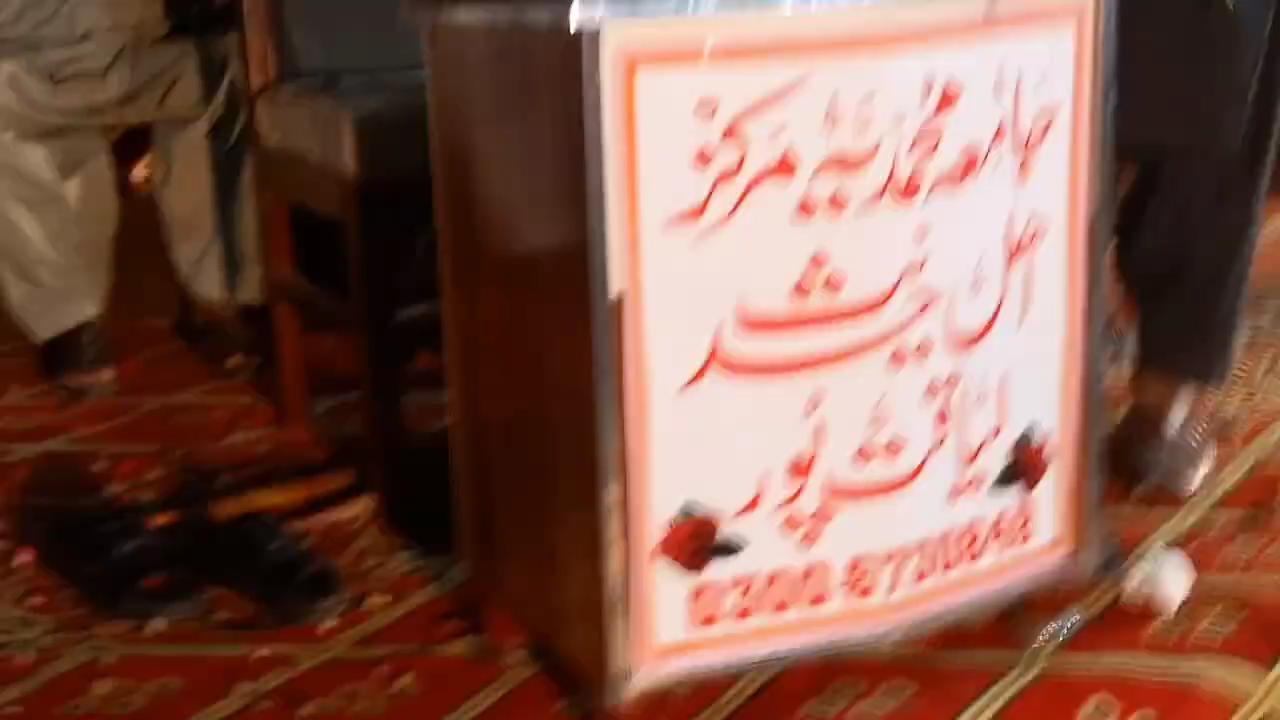 جامعہ محمدیہ مرکز
اہل حدیث
لیاقت پور